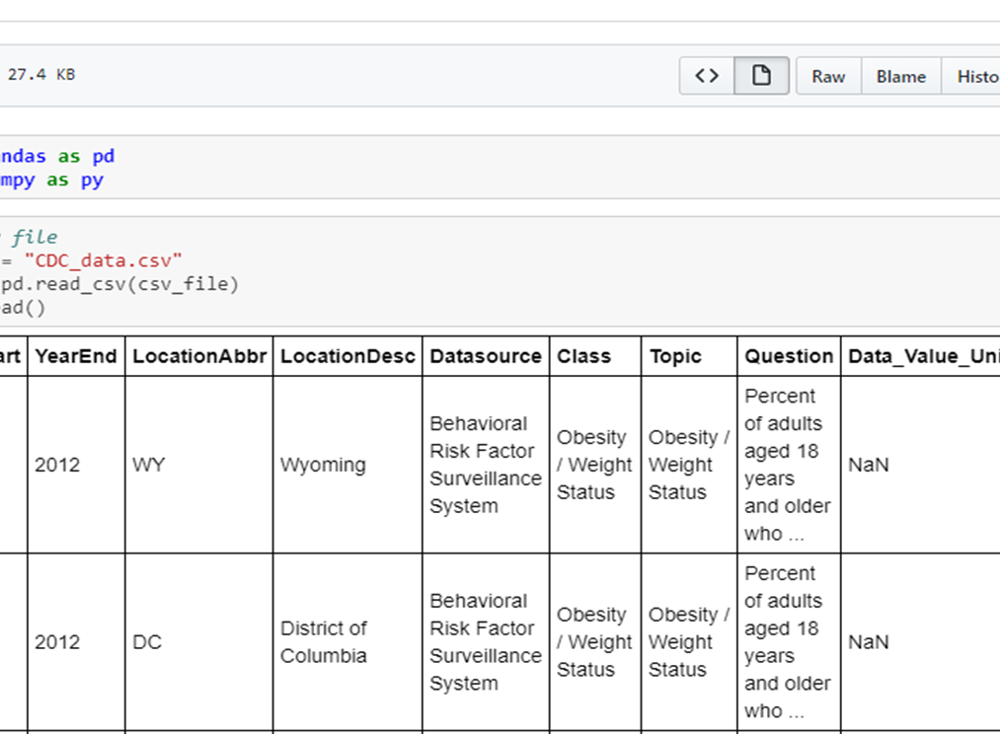 27.4 KB
<> Raw Blame Histo
ndas as pd
mpy as py
file
= "CDC_data.csv"
pd.read_csv(csv_file)
ad()
art YearEnd LocationAbbr LocationDesc Datasource Class Topic Question Data_Value_Uni
2012 WY Wyoming Behavioral Risk Factor Surveillance System Obesity / Weight Status Obesity / Weight Status Percent of adults aged 18 years and older who ... NaN
2012 DC District of Columbia Behavioral Risk Factor Surveillance System Obesity / Weight Status Obesity / Weight Status Percent of adults aged 18 years and older who ... NaN